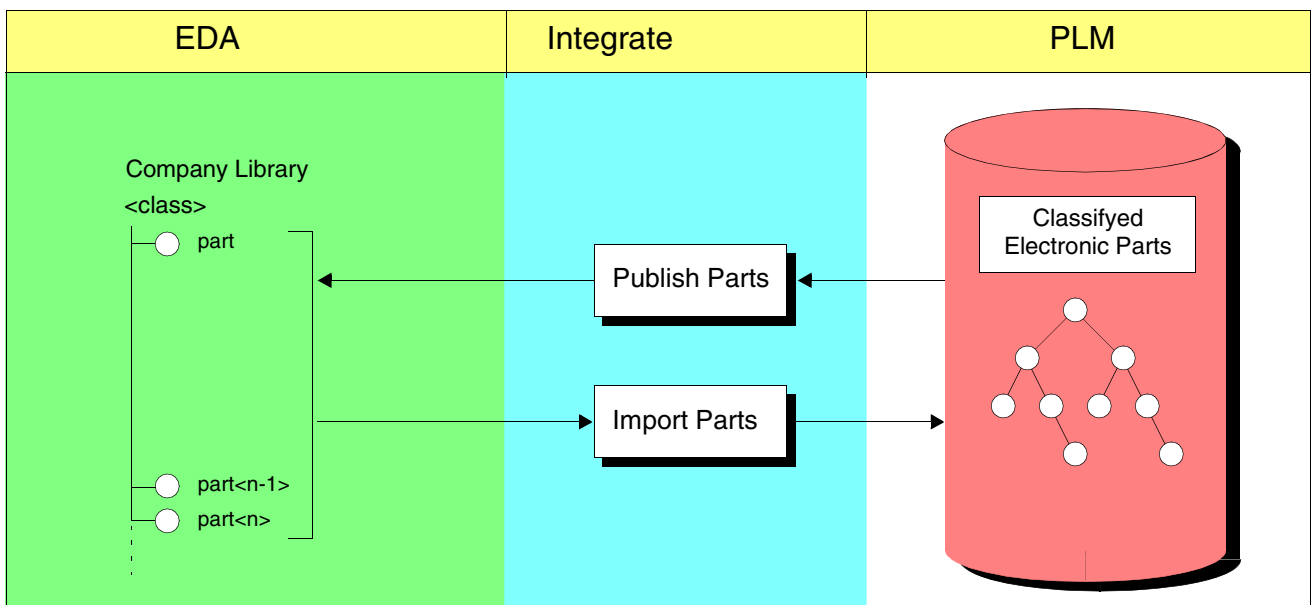 EDA
Integrate
PLM
Company Library
<class>
part
part<n-1>
part<n>
Publish Parts
Import Parts
Classifyed
Electronic Parts